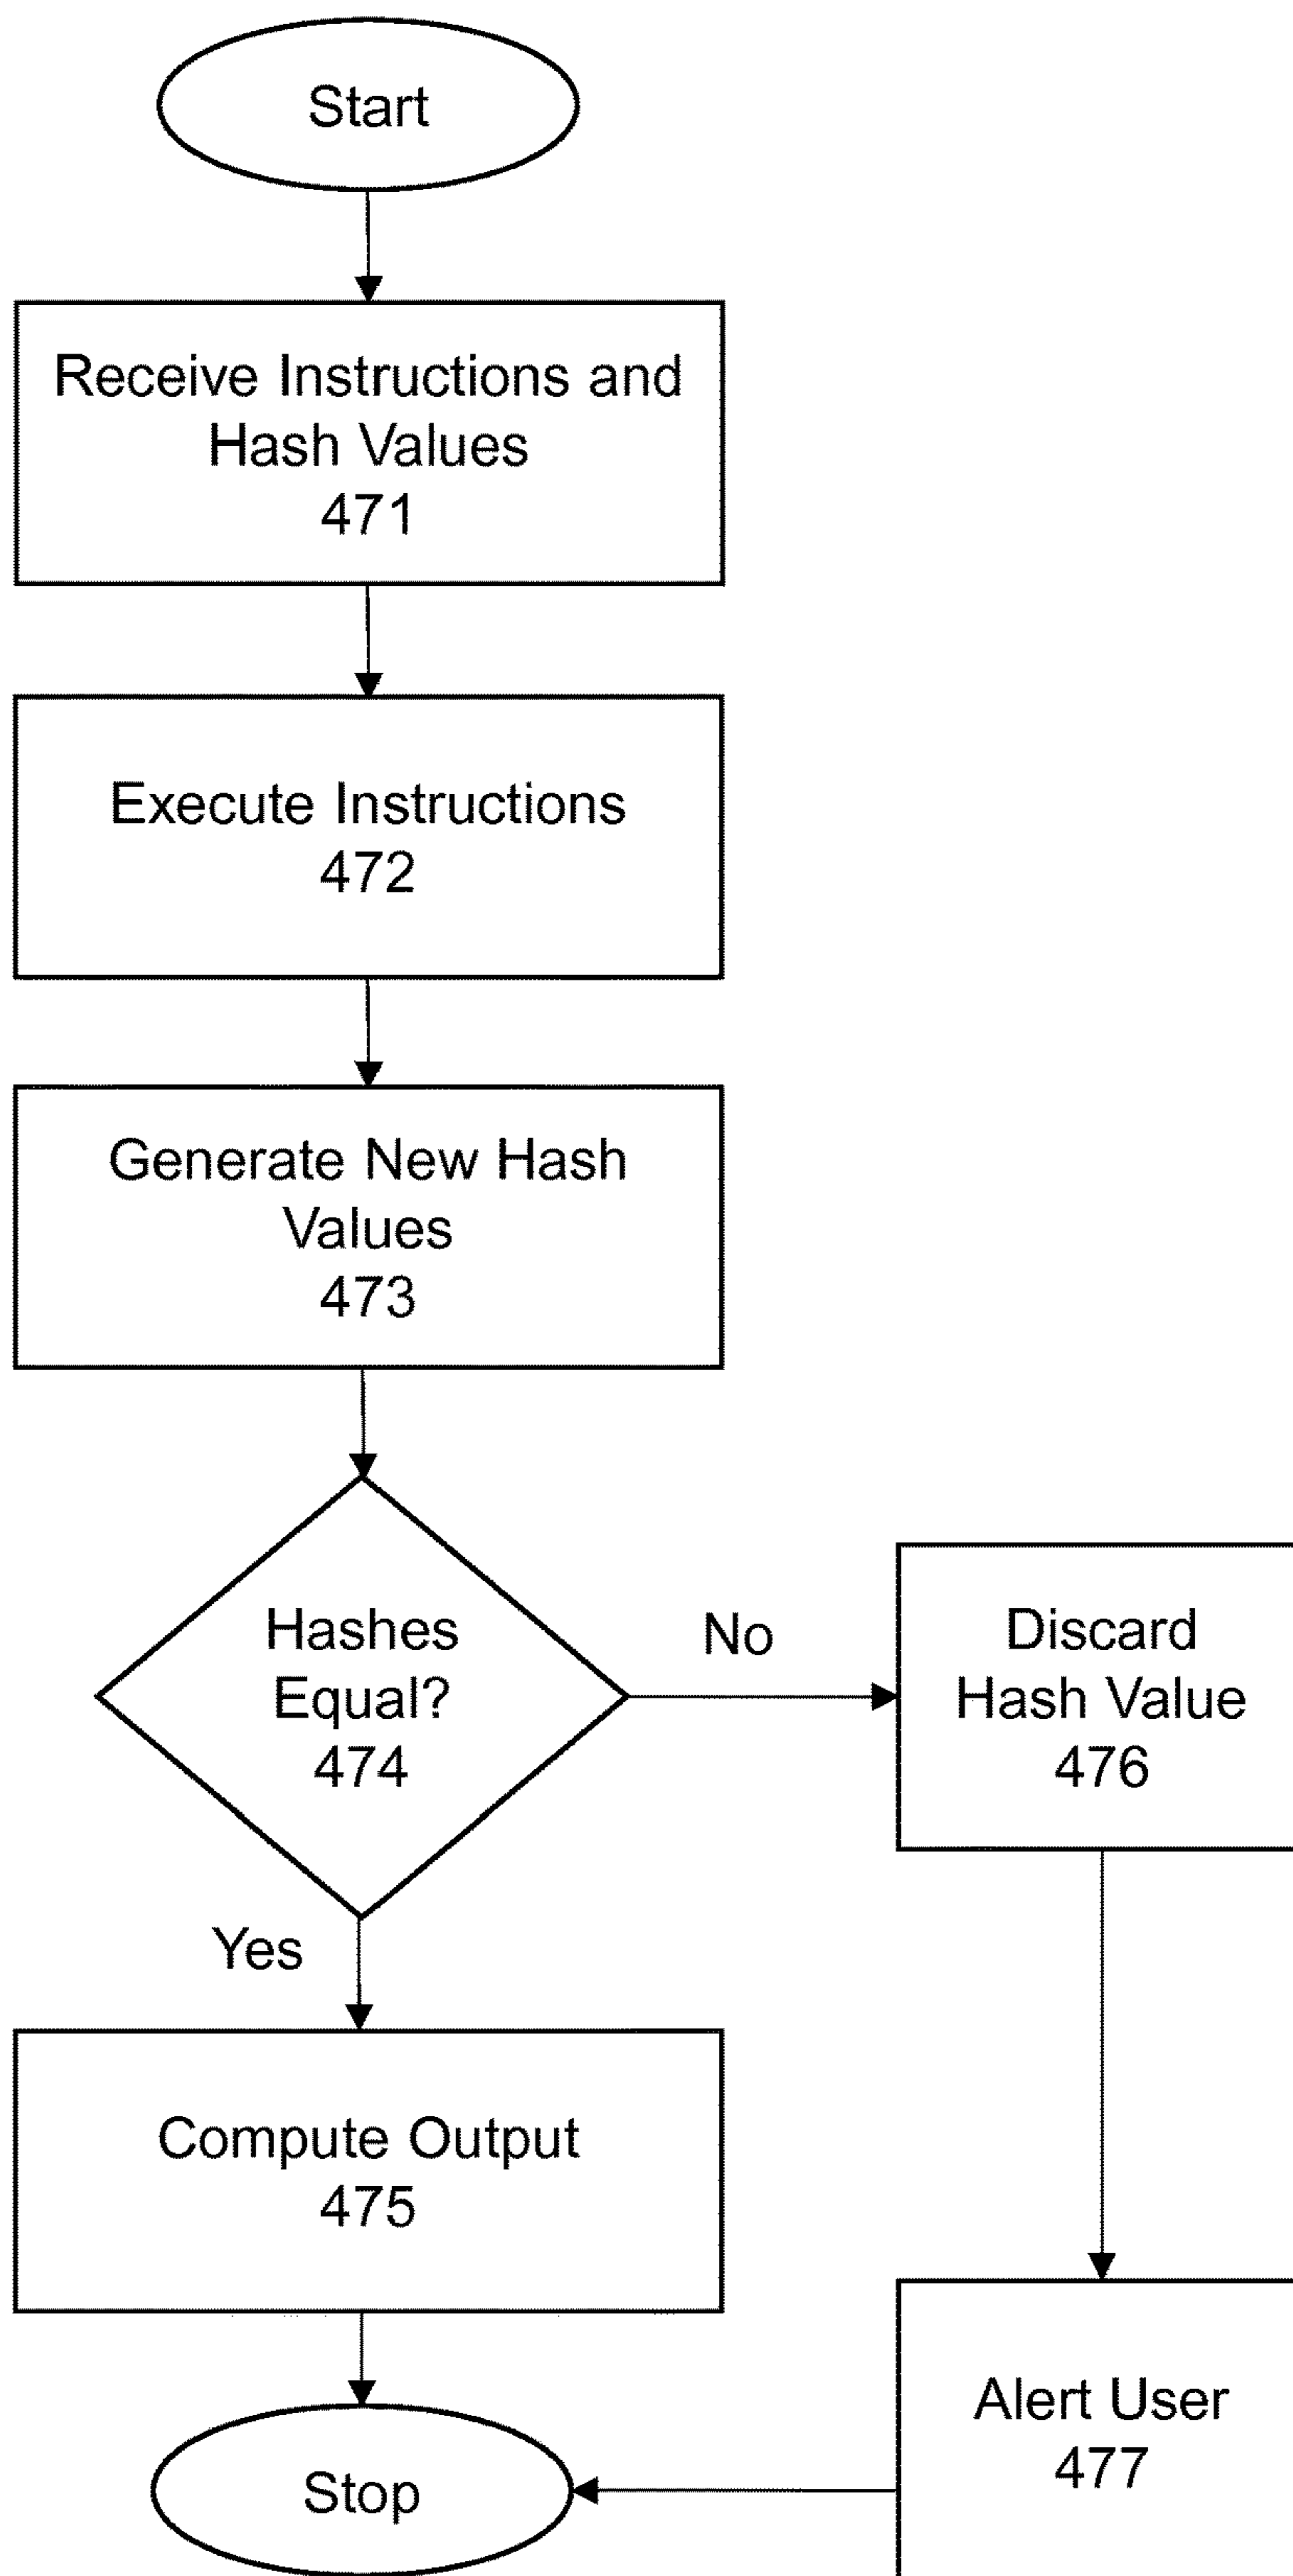 Start
Receive Instructions and
Hash Values
471
Execute Instructions
472
Generate New Hash
Values
473
Hashes
Equal?
474
No
Discard
Hash Value
476
Yes
Compute Output
475
Alert User
477
Stop